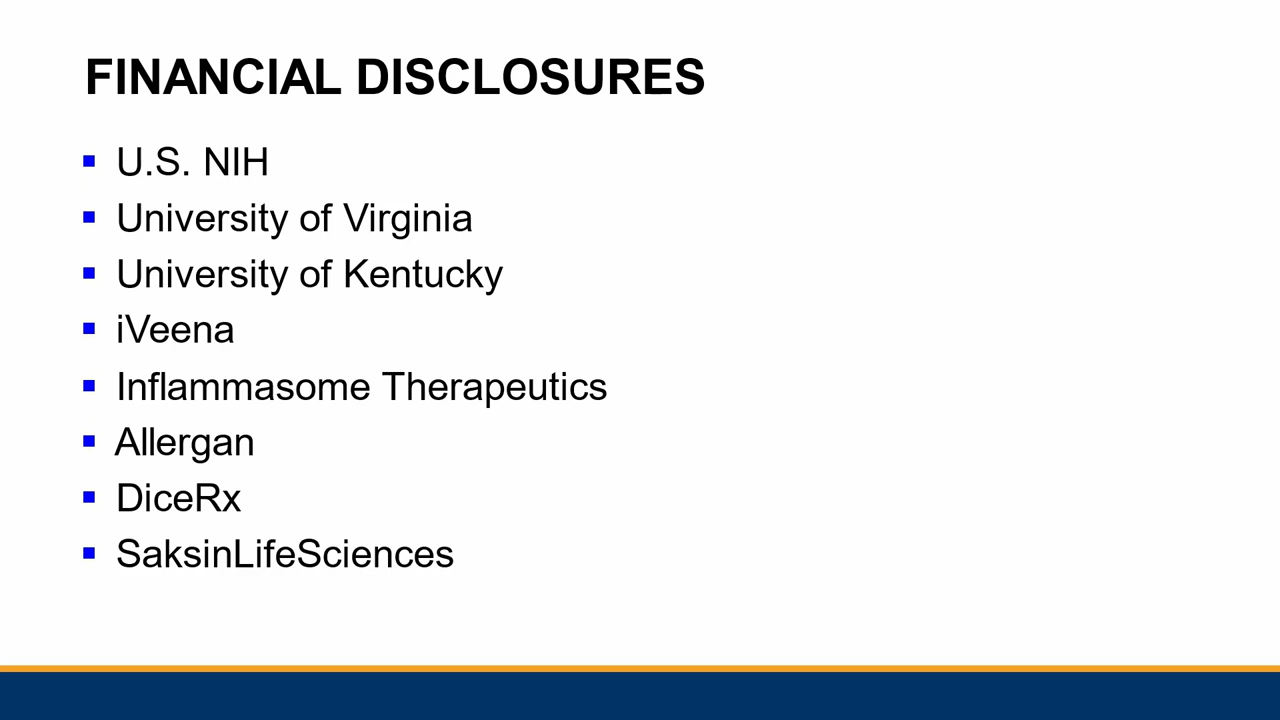 FINANCIAL DISCLOSURES
U.S. NIH
University of Virginia
University of Kentucky
iVeena
Inflammasome Therapeutics
Allergan
DiceRx
SaksinLifeSciences